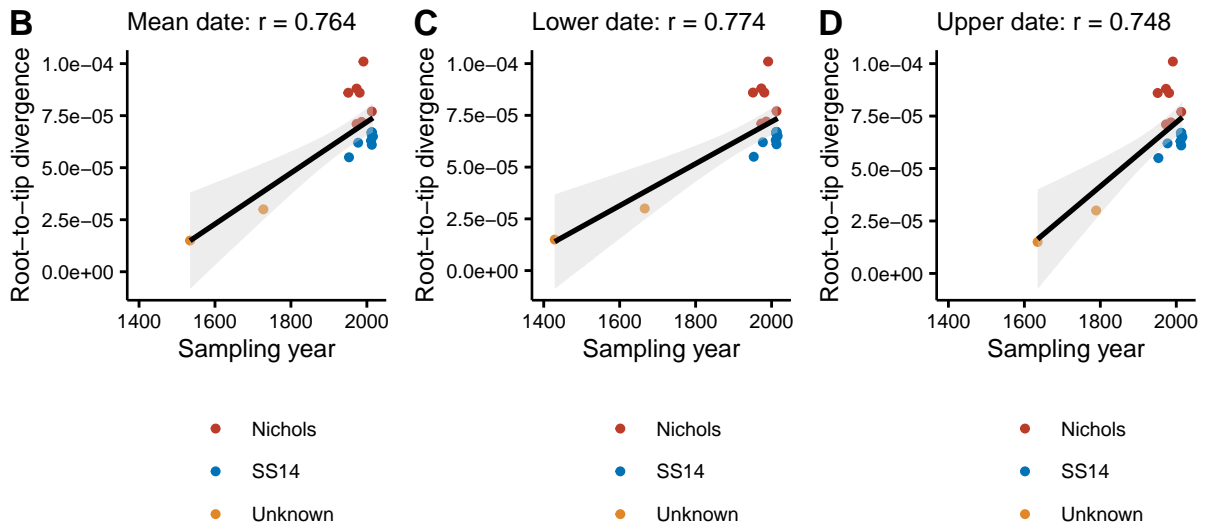 B Mean date: r = 0.764
Root−to−tip divergence
1.0e−04
7.5e−05
5.0e−05
2.5e−05
0.0e+00
1400 1600 1800 2000
Sampling year
Nichols
SS14
Unknown
C Lower date: r = 0.774
Root−to−tip divergence
1.0e−04
7.5e−05
5.0e−05
2.5e−05
0.0e+00
1400 1600 1800 2000
Sampling year
Nichols
SS14
Unknown
D Upper date: r = 0.748
Root−to−tip divergence
1.0e−04
7.5e−05
5.0e−05
2.5e−05
0.0e+00
1400 1600 1800 2000
Sampling year
Nichols
SS14
Unknown